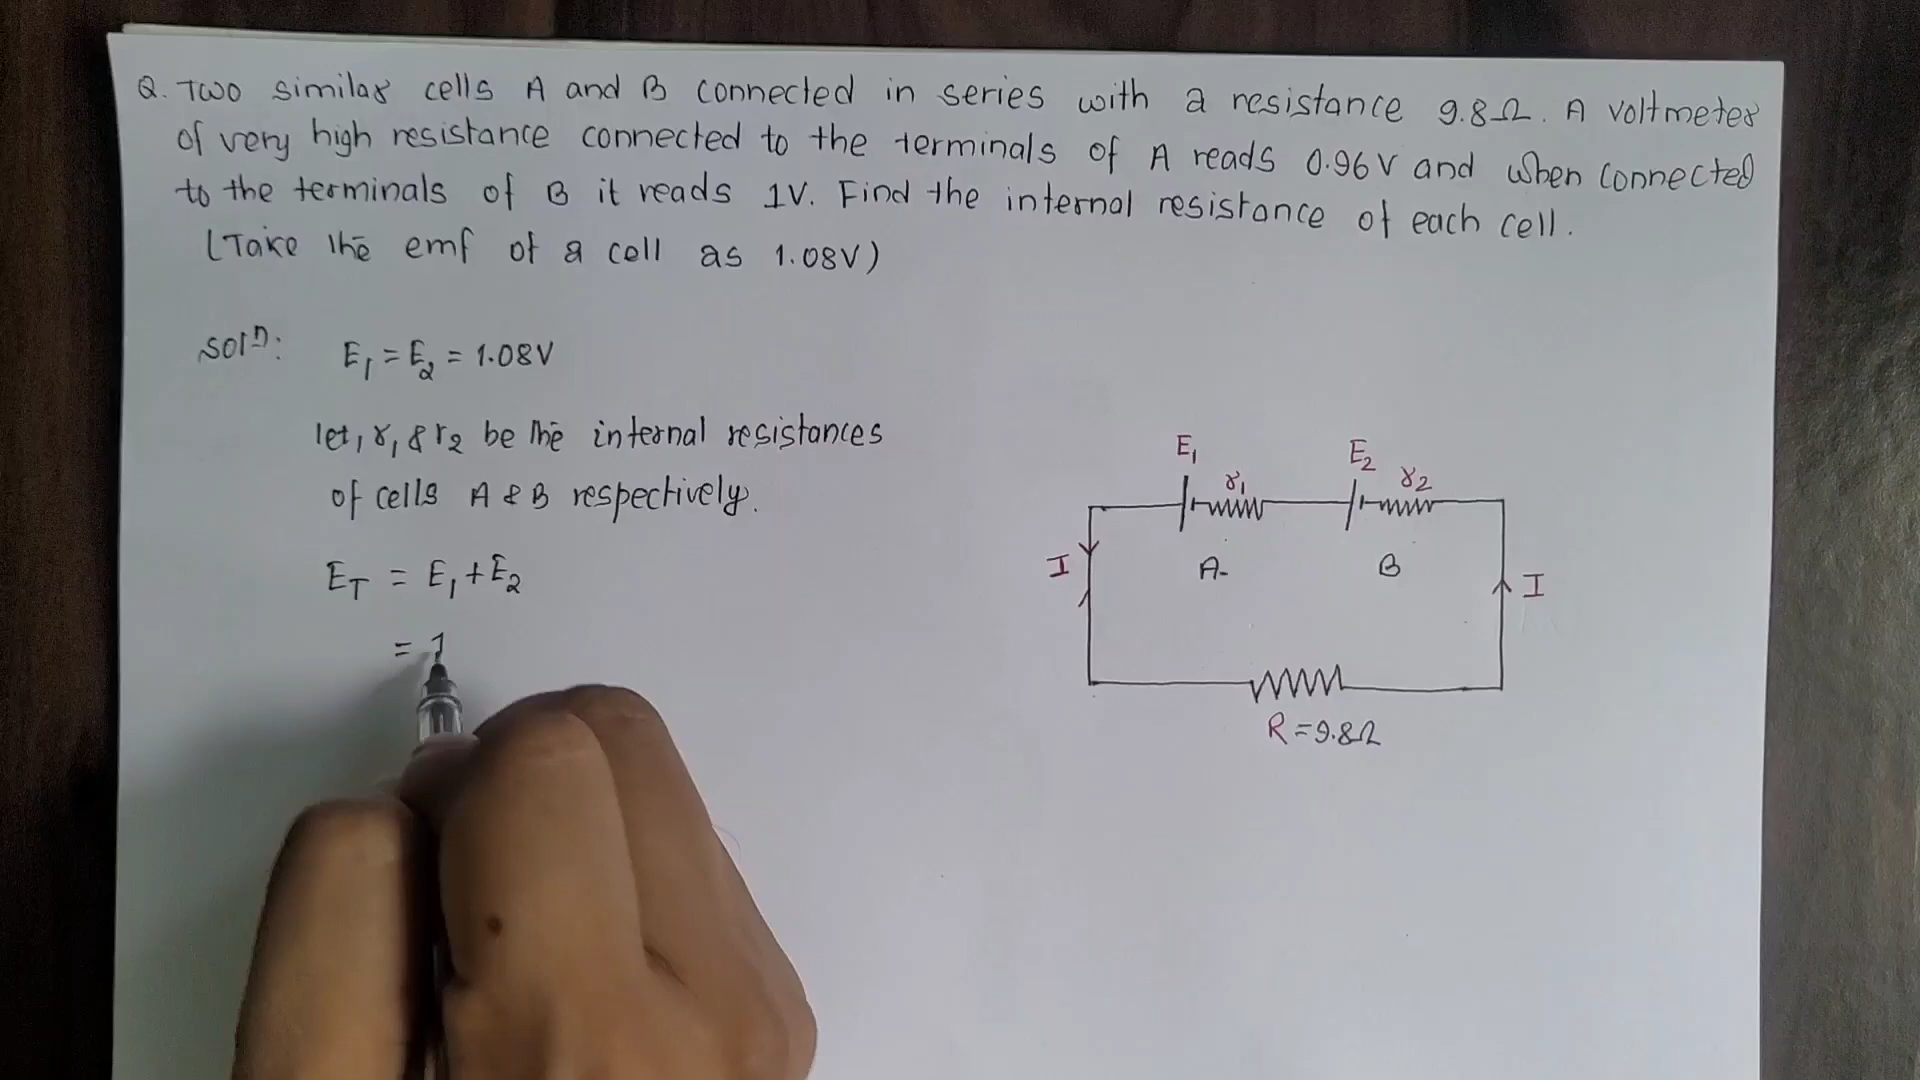 Q. Two similar cells A and B connected in series with a resistance 9.8Ω. A voltmeter
of very high resistance connected to the terminals of A reads 0.96V and when connected
to the terminals of B it reads 1V. Find the internal resistance of each cell.
(Take the emf of a cell as 1.08V)
Solⁿ: E₁ = E₂ = 1.08V
let, r₁ & r₂ be the internal resistances
of cells A & B respectively.
E_T = E₁ + E₂
= 1
E₁ E₂
r₁ r₂
I A B I
R = 9.8Ω